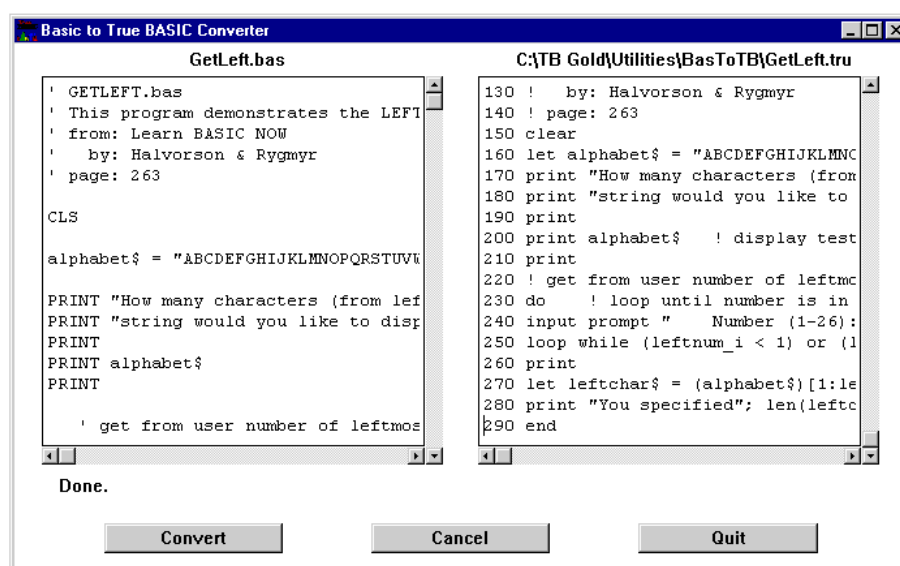 Basic to True BASIC Converter
GetLeft.bas
C:\TB Gold\Utilities\BasToTB\GetLeft.tru
' GETLEFT.bas
' This program demonstrates the LEFT
' from: Learn BASIC NOW
'   by: Halvorson & Rygmyr
' page: 263
CLS
alphabet$ = "ABCDEFGHIJKLMNOPQRSTUVW
PRINT "How many characters (from lef
PRINT "string would you like to disp
PRINT
PRINT alphabet$
PRINT
' get from user number of leftmos
130 !   by: Halvorson & Rygmyr
140 ! page: 263
150 clear
160 let alphabet$ = "ABCDEFGHIJKLMNO
170 print "How many characters (from
180 print "string would you like to
190 print
200 print alphabet$   ! display test
210 print
220 ! get from user number of leftmo
230 do    ! loop until number is in
240 input prompt "    Number (1-26):
250 loop while (leftnum_i < 1) or (l
260 print
270 let leftchar$ = (alphabet$)[1:le
280 print "You specified"; len(leftc
290 end
Done.
Convert
Cancel
Quit